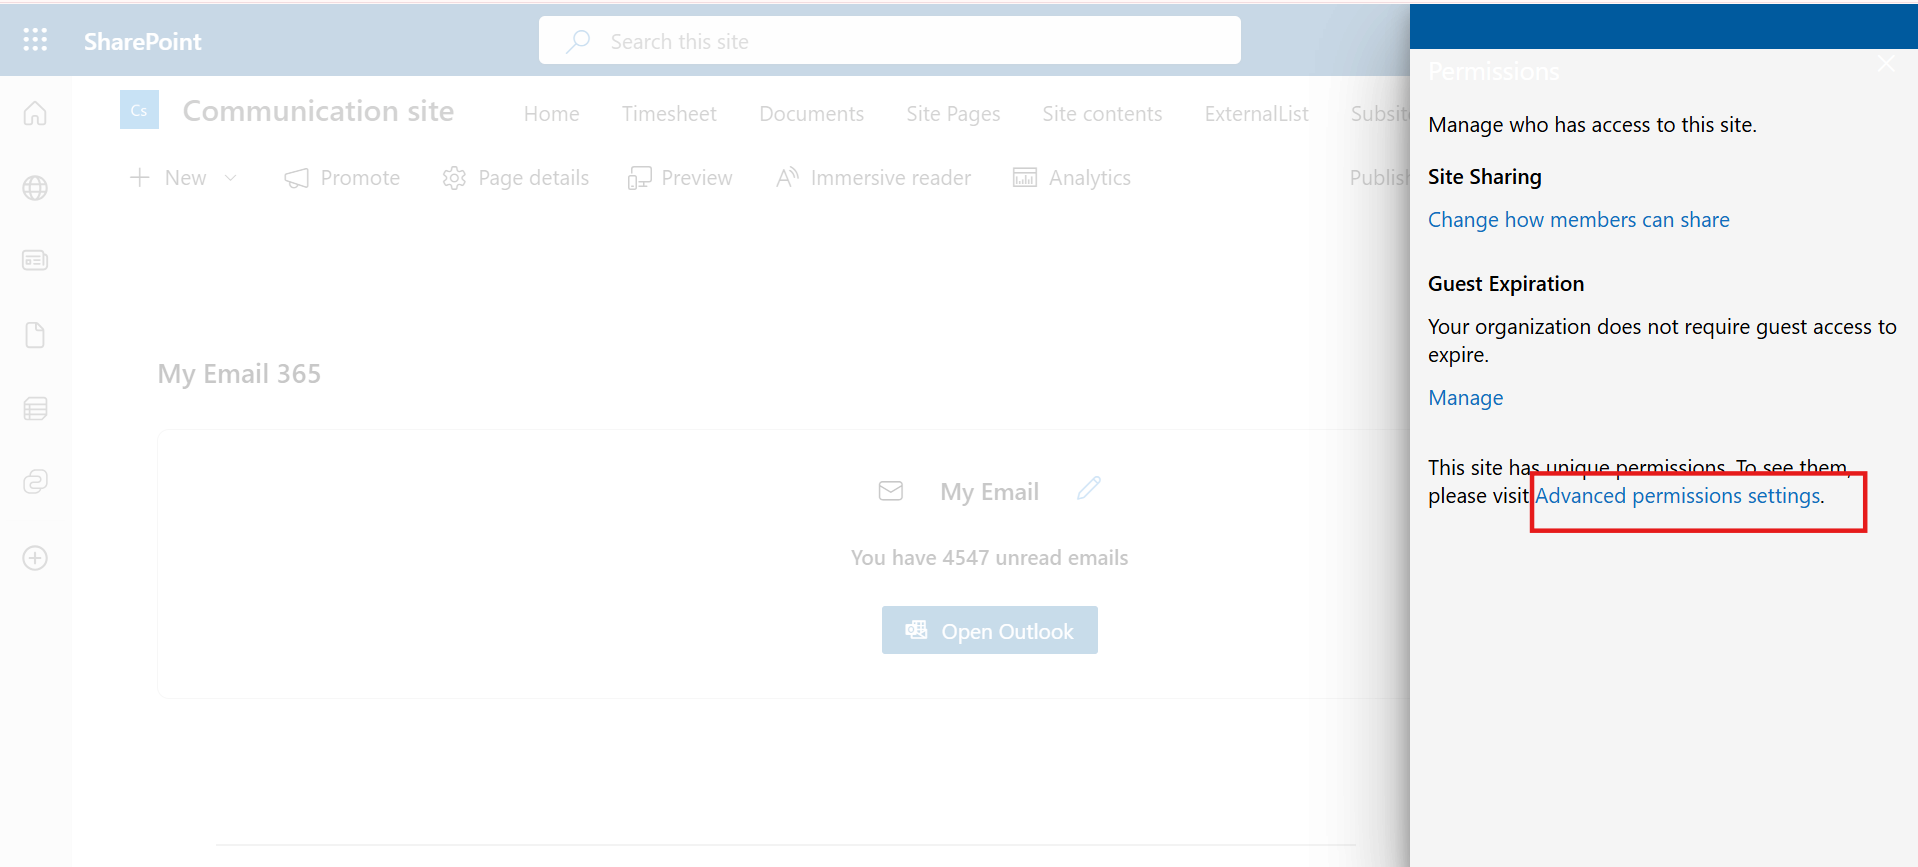 SharePoint
Search this site
Cs
Communication site
Home
Timesheet
Documents
Site Pages
Site contents
ExternalList
New
Promote
Page details
Preview
Immersive reader
Analytics
My Email 365
My Email
You have 4547 unread emails
Open Outlook
Permissions
Manage who has access to this site.
Site Sharing
Change how members can share
Guest Expiration
Your organization does not require guest access to
expire.
Manage
This site has unique permissions. To see them,
please visit Advanced permissions settings.